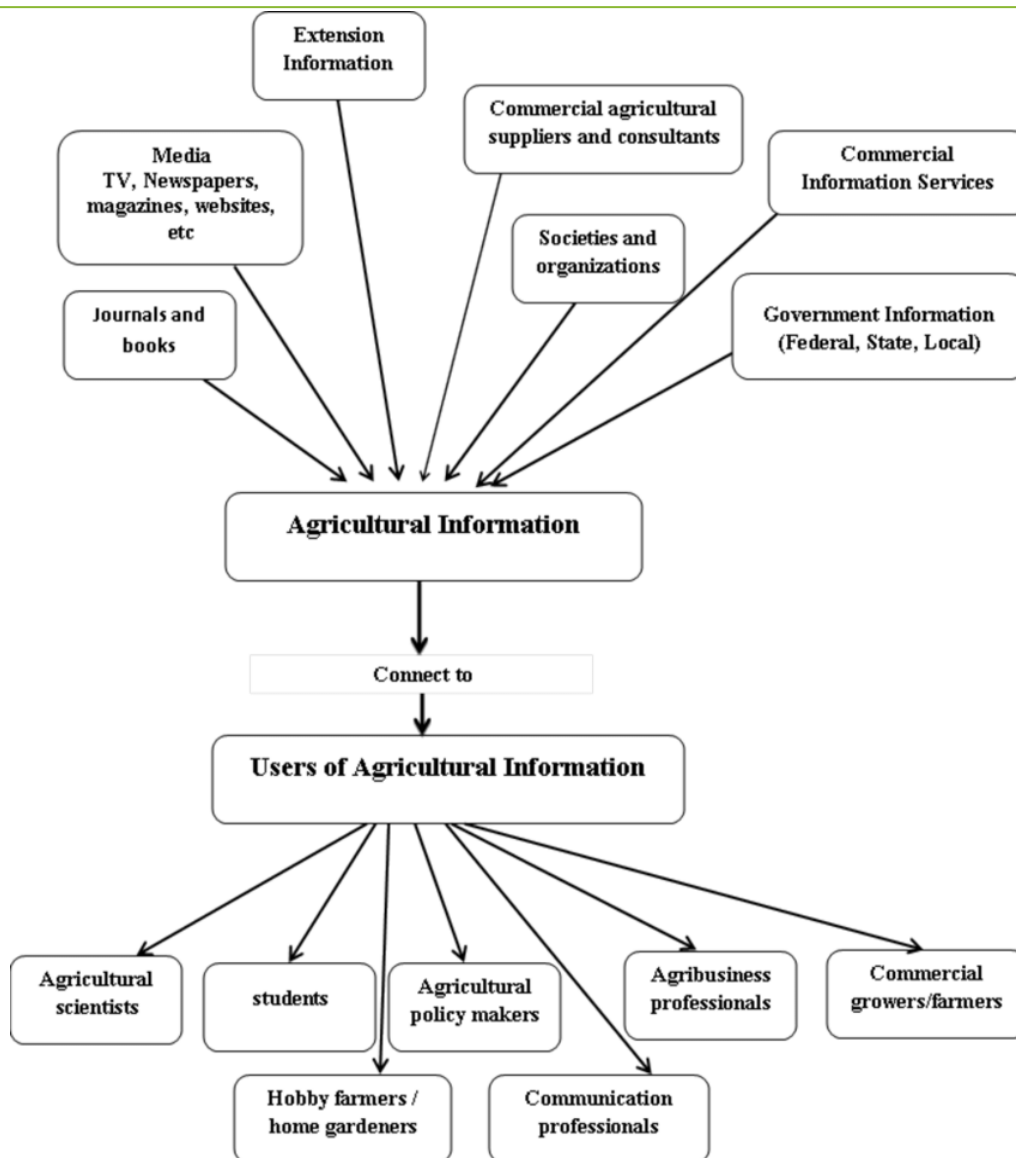 Extension
Information
Commercial agricultural
suppliers and consultants
Media
TV, Newspapers,
magazines, websites,
etc
Commercial
Information Services
Societies and
organizations
Journals and
books
Government Information
(Federal, State, Local)
Agricultural Information
Connect to
Users of Agricultural Information
Agricultural
scientists
students
Agricultural
policy makers
Agribusiness
professionals
Commercial
growers/farmers
Hobby farmers /
home gardeners
Communication
professionals